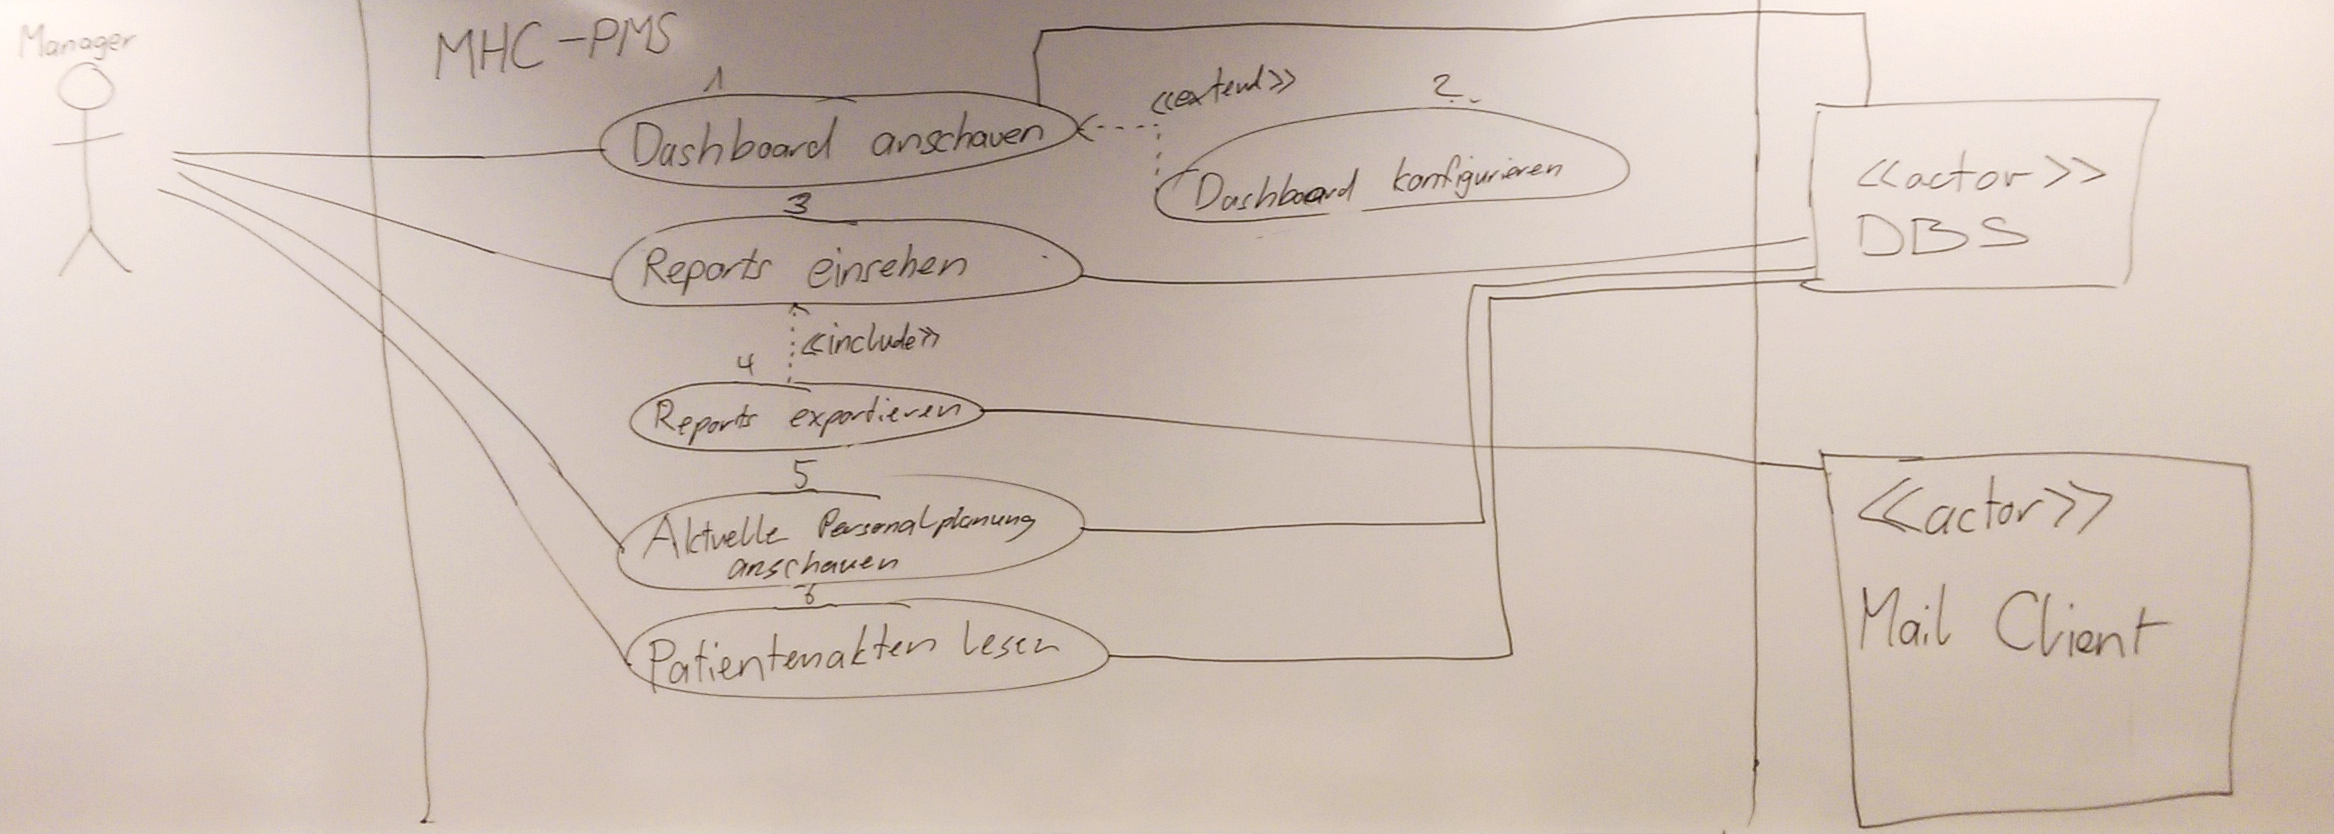 Manager
MHC-PMS
1
Dashboard anschauen
<<extend>>
2
Dashboard konfigurieren
<<actor>>
DBS
3
Reports einsehen
<<include>>
4
Reports exportieren
5
Aktuelle Personalplanung
anschauen
6
Patientenakten lesen
<<actor>>
Mail Client